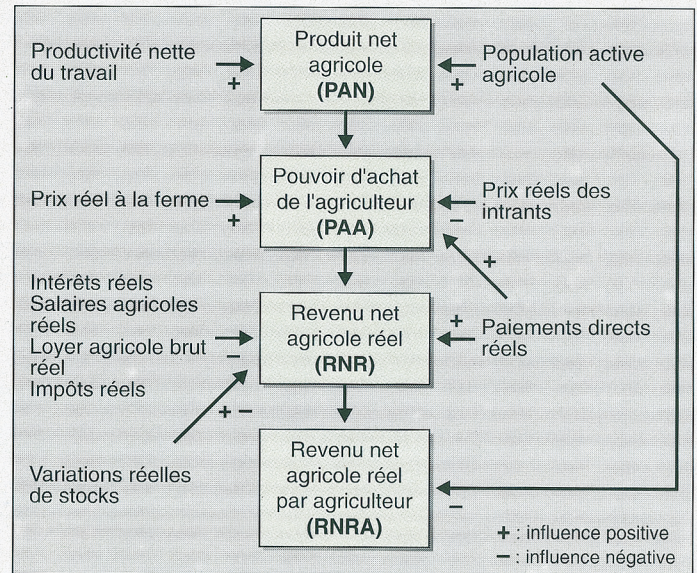 Productivité nette
du travail
+
Produit net
agricole
(PAN)
Population active
agricole
+
Prix réel à la ferme
+
Pouvoir d'achat
de l'agriculteur
(PAA)
Prix réels des
intrants
−
+
Intérêts réels
Salaires agricoles
réels
Loyer agricole brut
réel
Impôts réels
−
Revenu net
agricole réel
(RNR)
+
Paiements directs
réels
+ −
Variations réelles
de stocks
Revenu net
agricole réel
par agriculteur
(RNRA)
−
+ : influence positive
− : influence négative